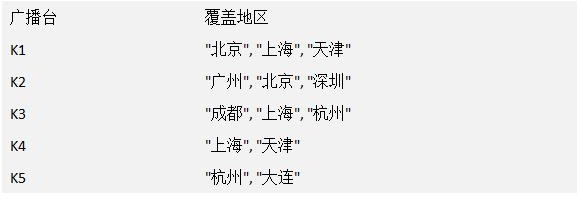 广播台 覆盖地区
K1 "北京", "上海", "天津"
K2 "广州", "北京", "深圳"
K3 "成都", "上海", "杭州"
K4 "上海", "天津"
K5 "杭州", "大连"